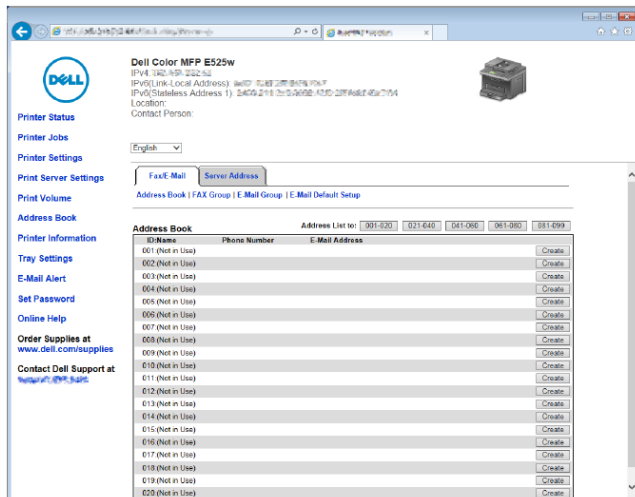 Dell Color MFP E525w
IPv4:
IPv6(Link-Local Address):
IPv6(Stateless Address 1):
Location:
Contact Person:
English
DELL
Printer Status
Printer Jobs
Printer Settings
Print Server Settings
Print Volume
Address Book
Printer Information
Tray Settings
E-Mail Alert
Set Password
Online Help
Order Supplies at
www.dell.com/supplies
Contact Dell Support at
Fax/E-Mail
Server Address
Address Book | FAX Group | E-Mail Group | E-Mail Default Setup
Address Book
Address List to: 001-020 021-040 041-060 061-080 081-099
ID:Name Phone Number E-Mail Address
001:(Not in Use) Create
002:(Not in Use) Create
003:(Not in Use) Create
004:(Not in Use) Create
005:(Not in Use) Create
006:(Not in Use) Create
007:(Not in Use) Create
008:(Not in Use) Create
009:(Not in Use) Create
010:(Not in Use) Create
011:(Not in Use) Create
012:(Not in Use) Create
013:(Not in Use) Create
014:(Not in Use) Create
015:(Not in Use) Create
016:(Not in Use) Create
017:(Not in Use) Create
018:(Not in Use) Create
019:(Not in Use) Create
020:(Not in Use) Create